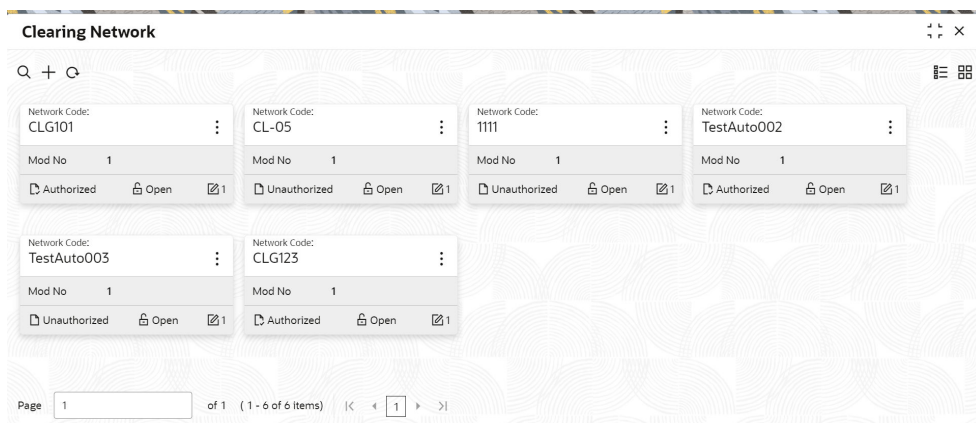 Clearing Network
Network Code: Network Code: Network Code: Network Code:
CLG101 CL-05 1111 TestAuto002
Mod No 1 Mod No 1 Mod No 1 Mod No 1
Authorized Open 1 Unauthorized Open 1 Unauthorized Open 1 Authorized Open 1
Network Code: Network Code:
TestAuto003 CLG123
Mod No 1 Mod No 1
Unauthorized Open 1 Authorized Open 1
Page 1 of 1 ( 1 - 6 of 6 items) 1